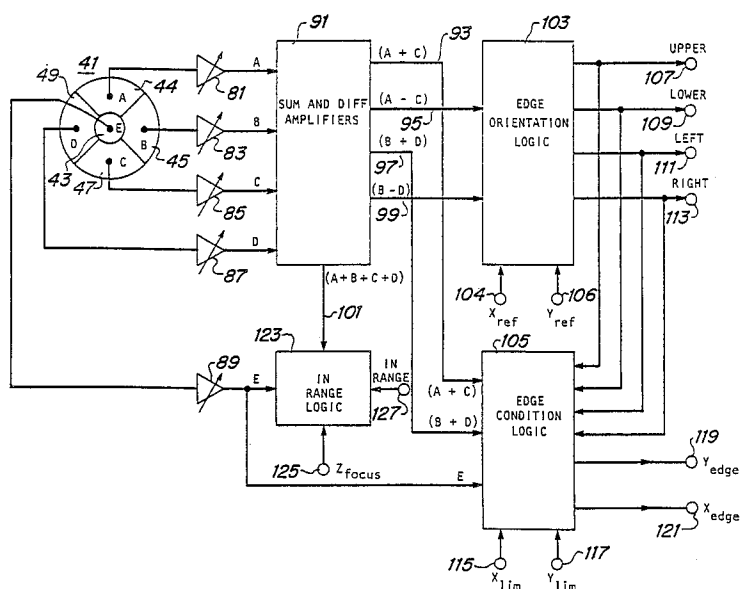 91
(A + C)
93
103
UPPER
107
41
49
44
A
E
D
B
C
43
47
45
A
81
B
83
C
85
D
87
SUM AND DIFF
AMPLIFIERS
(A - C)
95
(B + D)
97
(B - D)
99
EDGE
ORIENTATION
LOGIC
LOWER
109
LEFT
111
RIGHT
113
(A+B+C+D)
101
104
X ref
106
Y ref
123
105
89
E
IN
RANGE
LOGIC
IN
RANGE
127
(A + C)
(B + D)
EDGE
CONDITION
LOGIC
125
Z focus
E
119
Y edge
X edge
121
115
X lim
117
Y lim